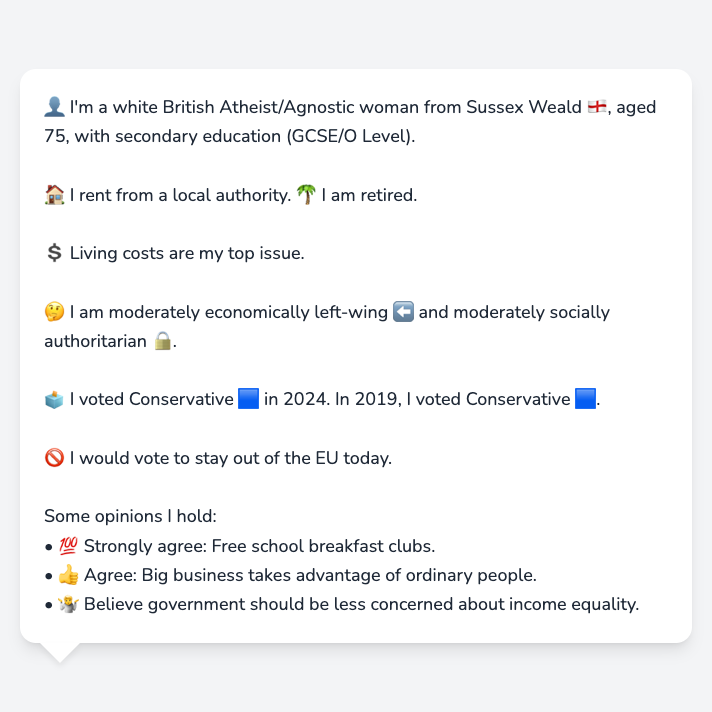 👤 I'm a white British Atheist/Agnostic woman from Sussex Weald 🏴󠁧󠁢󠁥󠁮󠁧󠁿, aged
75, with secondary education (GCSE/O Level).
🏠 I rent from a local authority. 🌴 I am retired.
💲 Living costs are my top issue.
🤔 I am moderately economically left-wing ⬅️ and moderately socially
authoritarian 🔒.
🗳️ I voted Conservative 🟦 in 2024. In 2019, I voted Conservative 🟦.
🚫 I would vote to stay out of the EU today.
Some opinions I hold:
• 💯 Strongly agree: Free school breakfast clubs.
• 👍 Agree: Big business takes advantage of ordinary people.
• 🤷 Believe government should be less concerned about income equality.